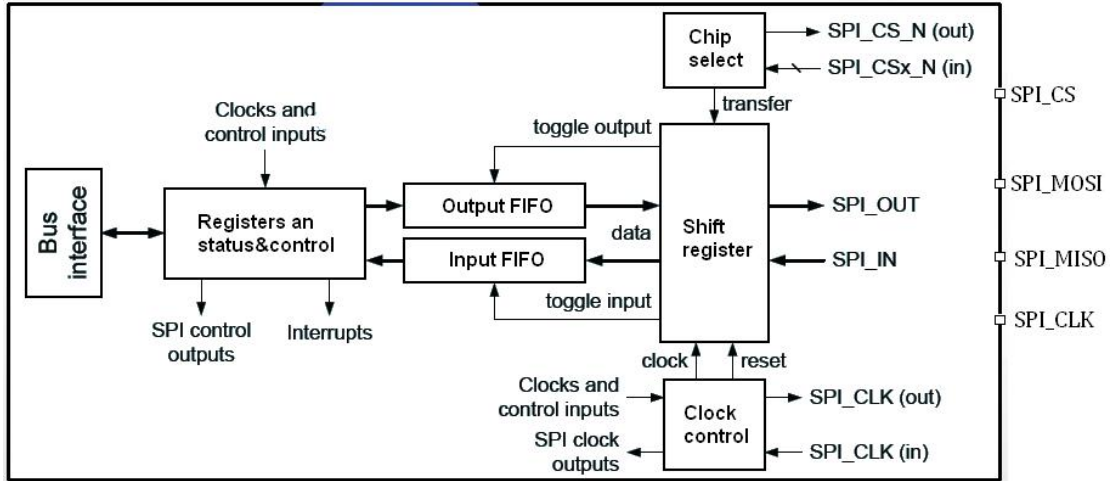 Chip
select
SPI_CS_N (out)
SPI_CSx_N (in)
transfer
SPI_CS
Clocks and
control inputs
toggle output
Bus
interface
Registers an
status&control
Output FIFO
data
Input FIFO
Shift
register
SPI_OUT
SPI_IN
SPI_MOSI
SPI_MISO
toggle input
SPI control
outputs
Interrupts
SPI_CLK
clock
reset
Clocks and
control inputs
SPI clock
outputs
Clock
control
SPI_CLK (out)
SPI_CLK (in)